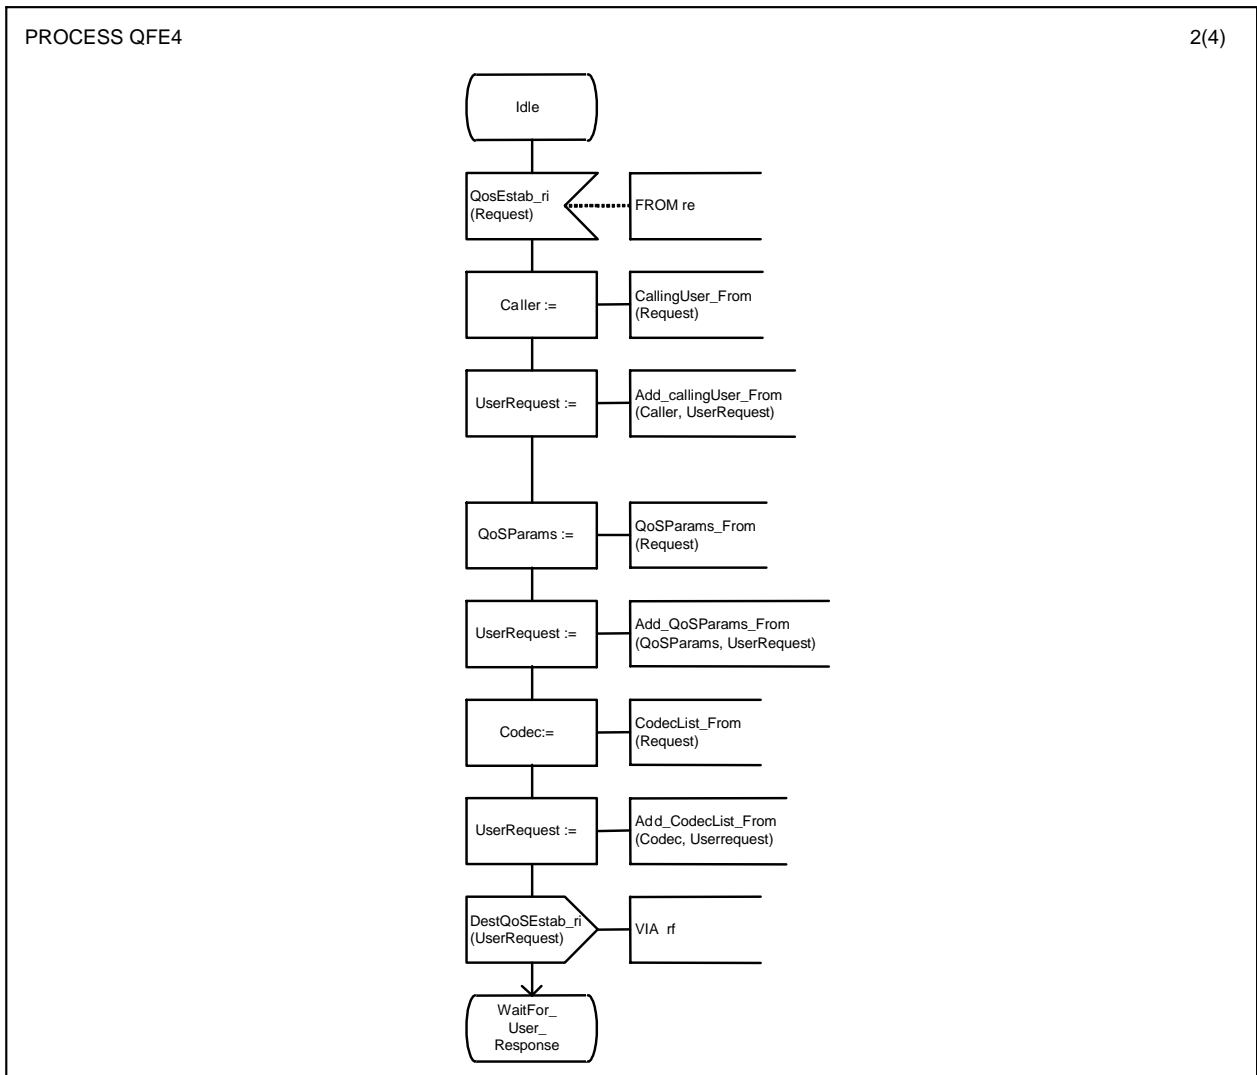 PROCESS QFE4
2(4)
Idle
QosEstab_ri
(Request)
FROM re
Caller :=
CallingUser_From
(Request)
UserRequest :=
Add_callingUser_From
(Caller, UserRequest)
QoSParams :=
QoSParams_From
(Request)
UserRequest :=
Add_QoSParams_From
(QoSParams, UserRequest)
Codec:=
CodecList_From
(Request)
UserRequest :=
Add_CodecList_From
(Codec, Userrequest)
DestQoSEstab_ri
(UserRequest)
VIA rf
WaitFor_
User_
Response